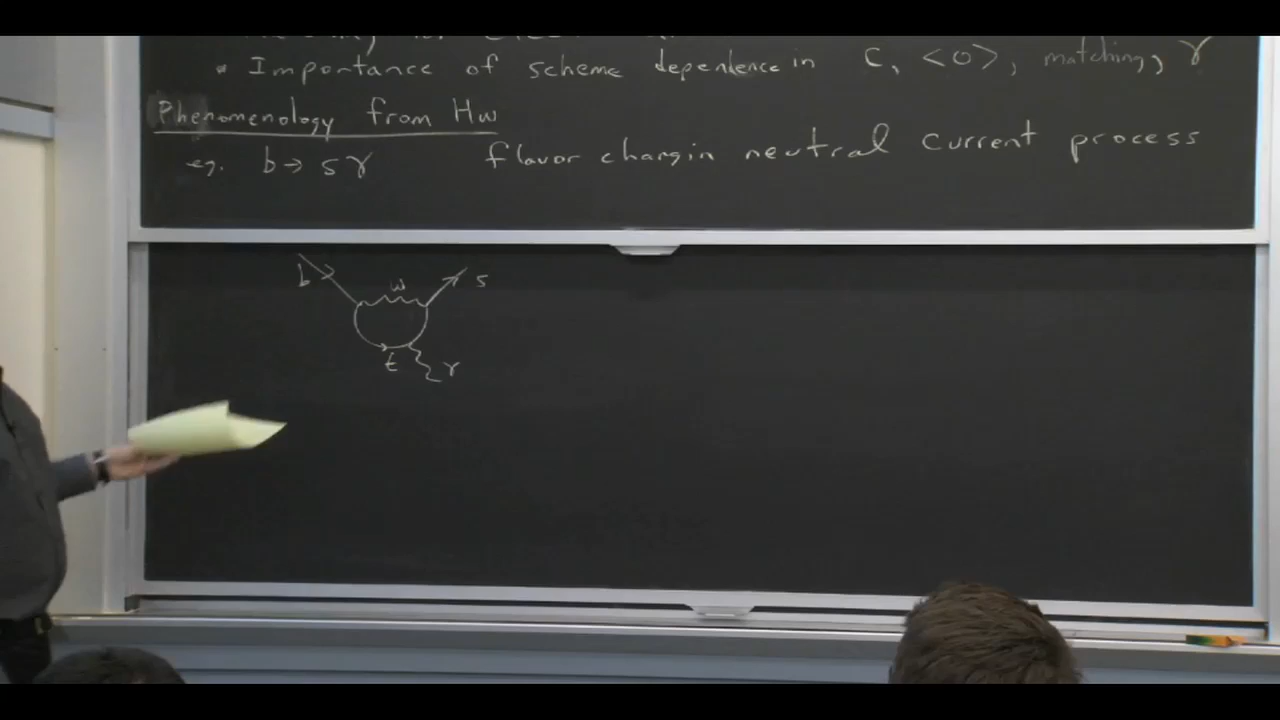 * Importance of scheme dependence in C, <O>, matching, γ
Phenomenology from Hw
eg. b → sγ flavor changin neutral current process
b W s
t γ